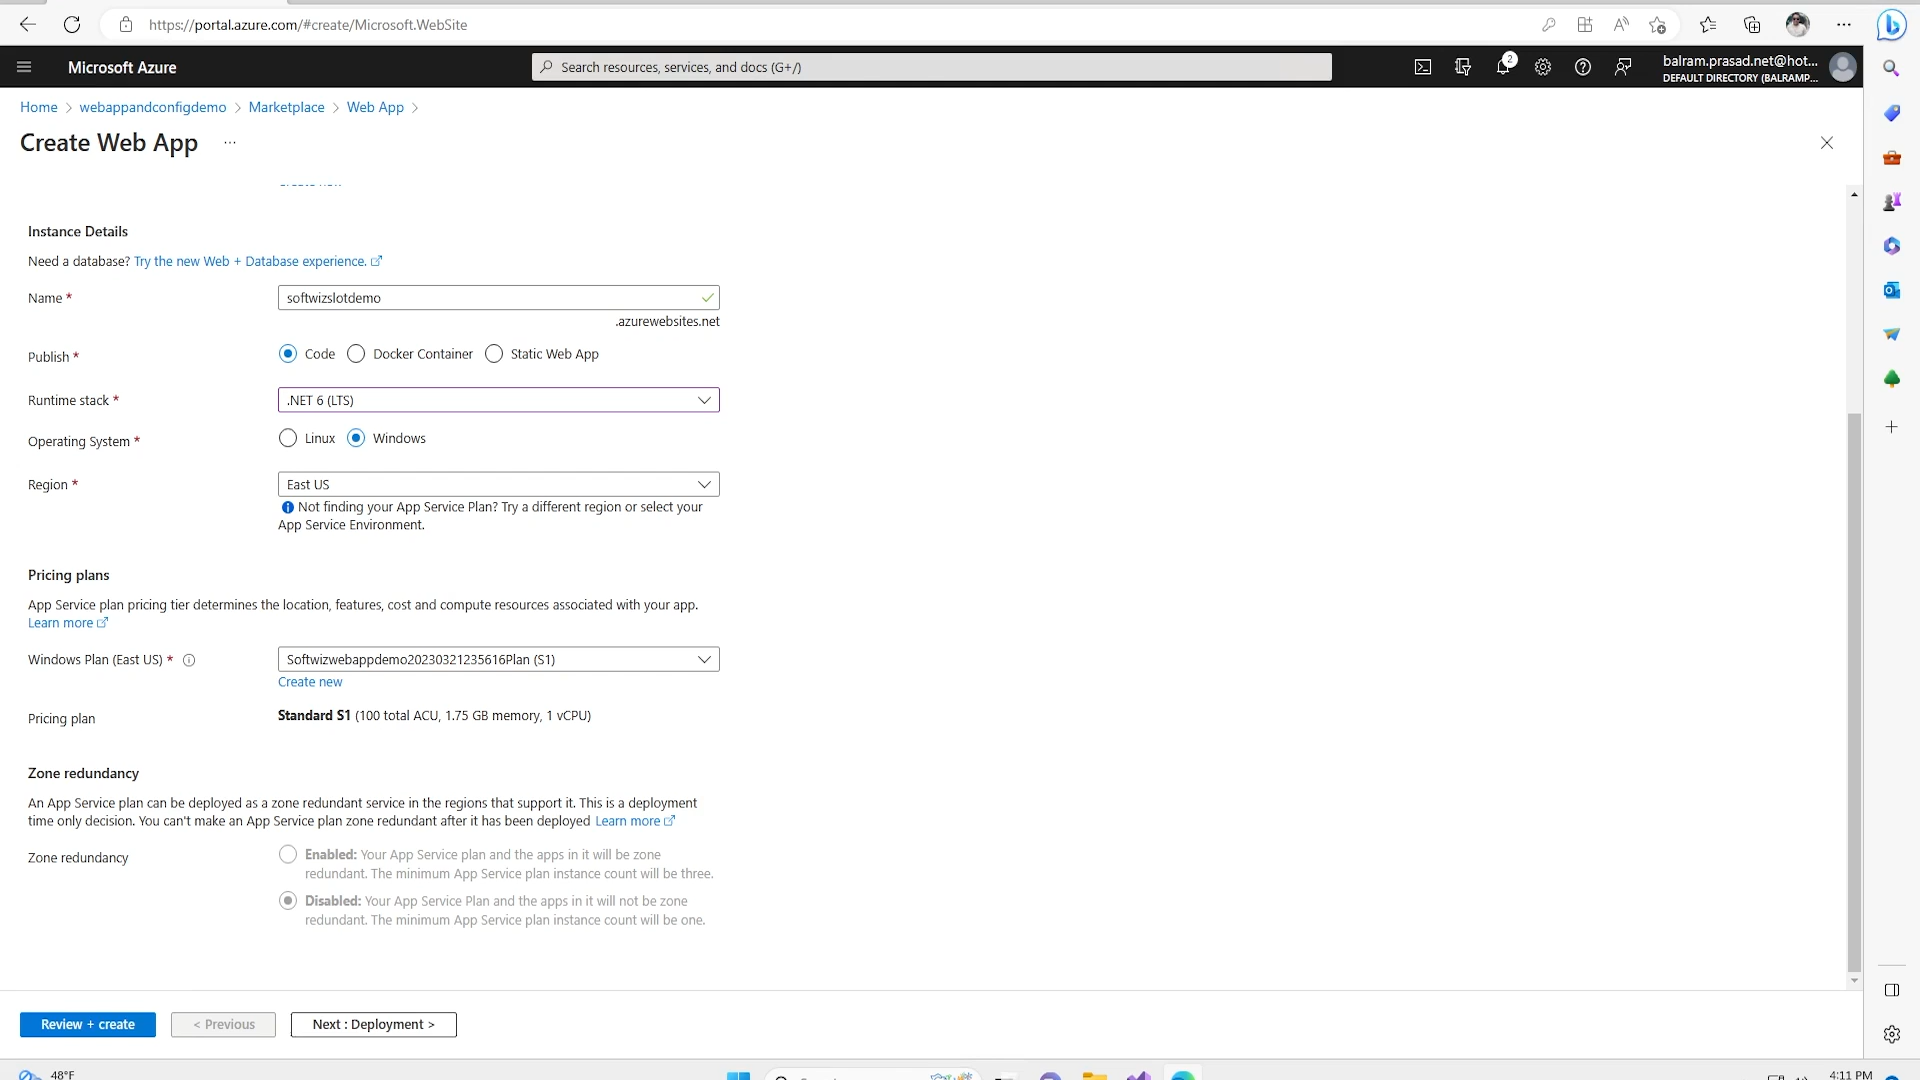 https://portal.azure.com/#create/Microsoft.WebSite
Microsoft Azure
Search resources, services, and docs (G+/)
2
balram.prasad.net@hot...
DEFAULT DIRECTORY (BALRAMP...
Home > webappandconfigdemo > Marketplace > Web App >
Create Web App ...
Instance Details
Need a database? Try the new Web + Database experience.
Name *
softwizslotdemo
.azurewebsites.net
Publish *
Code Docker Container Static Web App
Runtime stack *
.NET 6 (LTS)
Operating System *
Linux Windows
Region *
East US
Not finding your App Service Plan? Try a different region or select your
App Service Environment.
Pricing plans
App Service plan pricing tier determines the location, features, cost and compute resources associated with your app.
Learn more
Windows Plan (East US) *
Softwizwebappdemo20230321235616Plan (S1)
Create new
Pricing plan
Standard S1 (100 total ACU, 1.75 GB memory, 1 vCPU)
Zone redundancy
An App Service plan can be deployed as a zone redundant service in the regions that support it. This is a deployment
time only decision. You can't make an App Service plan zone redundant after it has been deployed Learn more
Zone redundancy
Enabled: Your App Service plan and the apps in it will be zone
redundant. The minimum App Service plan instance count will be three.
Disabled: Your App Service Plan and the apps in it will not be zone
redundant. The minimum App Service plan instance count will be one.
Review + create
< Previous
Next : Deployment >
48°F
4:11 PM